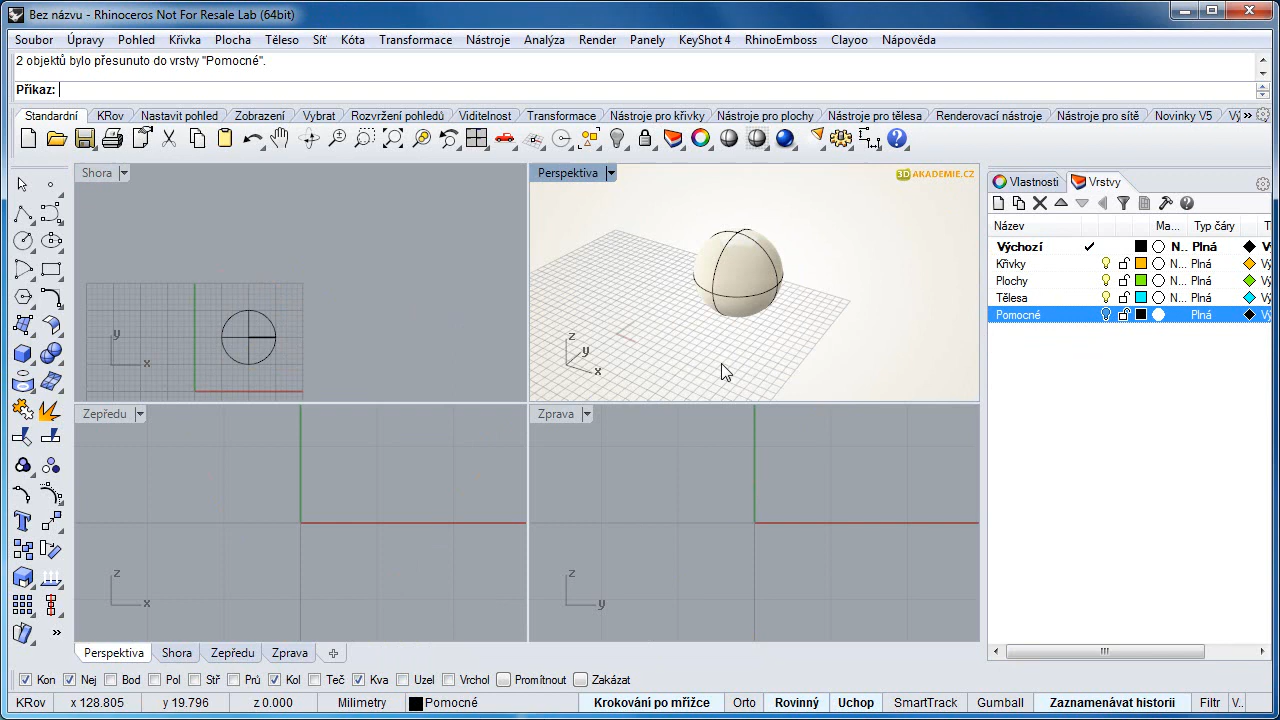 Bez názvu - Rhinoceros Not For Resale Lab (64bit)
Soubor Úpravy Pohled Křivka Plocha Těleso Síť Kóta Transformace Nástroje Analýza Render Panely KeyShot 4 RhinoEmboss Clayoo Nápověda
2 objektů bylo přesunuto do vrstvy "Pomocné".
Příkaz:
Standardní KRov Nastavit pohled Zobrazení Vybrat Rozvržení pohledů Viditelnost Transformace Nástroje pro křivky Nástroje pro plochy Nástroje pro tělesa Renderovací nástroje Nástroje pro sítě Novinky V5 Vý »
Shora
Perspektiva
3D AKADEMIE.CZ
Vlastnosti Vrstvy
Název Ma... Typ čáry T
Výchozí N.. Plná V
Křivky N... Plná Vý
Plochy N... Plná Vý
Tělesa N... Plná Vý
Pomocné Plná Vý
y
x
z
y
x
Zepředu
Zprava
z
x
z
y
Perspektiva Shora Zepředu Zprava
Kon Nej Bod Pol Stř Prů Kol Teč Kva Uzel Vrchol Promítnout Zakázat
KRov x 128.805 y 19.796 z 0.000 Milimetry Pomocné Krokování po mřížce Orto Rovinný Uchop SmartTrack Gumball Zaznamenávat historii Filtr V..